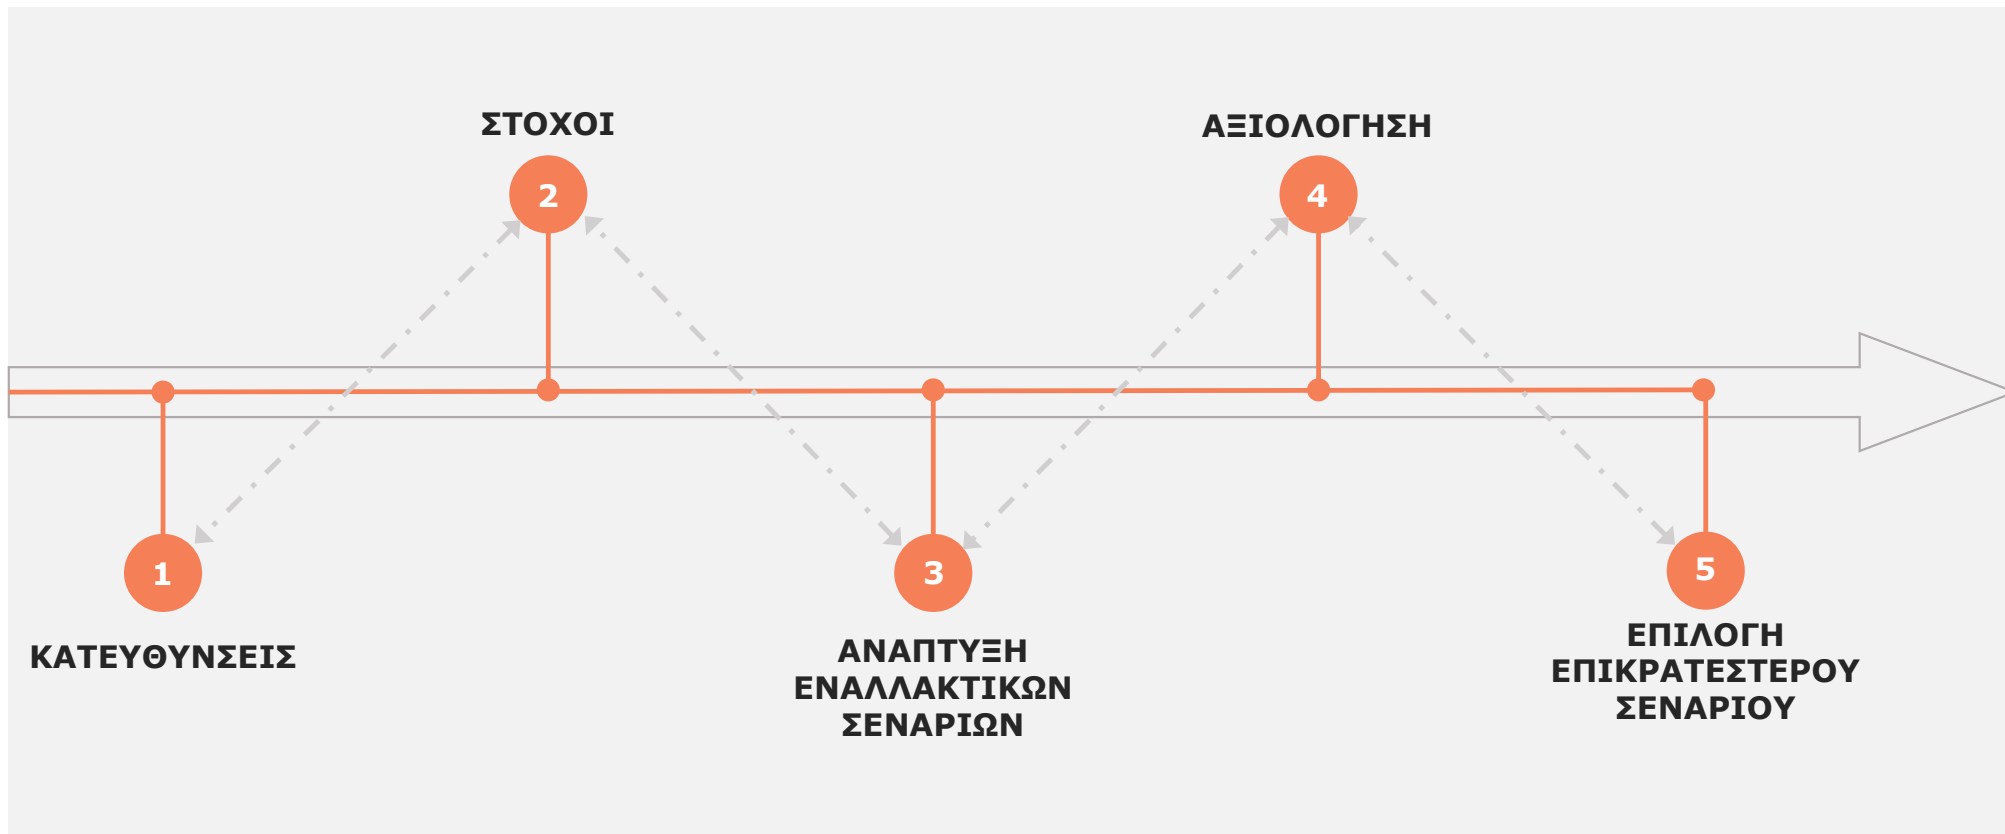 ΣΤΟΧΟΙ
ΑΞΙΟΛΟΓΗΣΗ
2
4
1
3
5
ΚΑΤΕΥΘΥΝΣΕΙΣ
ΑΝΑΠΤΥΞΗ
ΕΝΑΛΛΑΚΤΙΚΩΝ
ΣΕΝΑΡΙΩΝ
ΕΠΙΛΟΓΗ
ΕΠΙΚΡΑΤΕΣΤΕΡΟΥ
ΣΕΝΑΡΙΟΥ